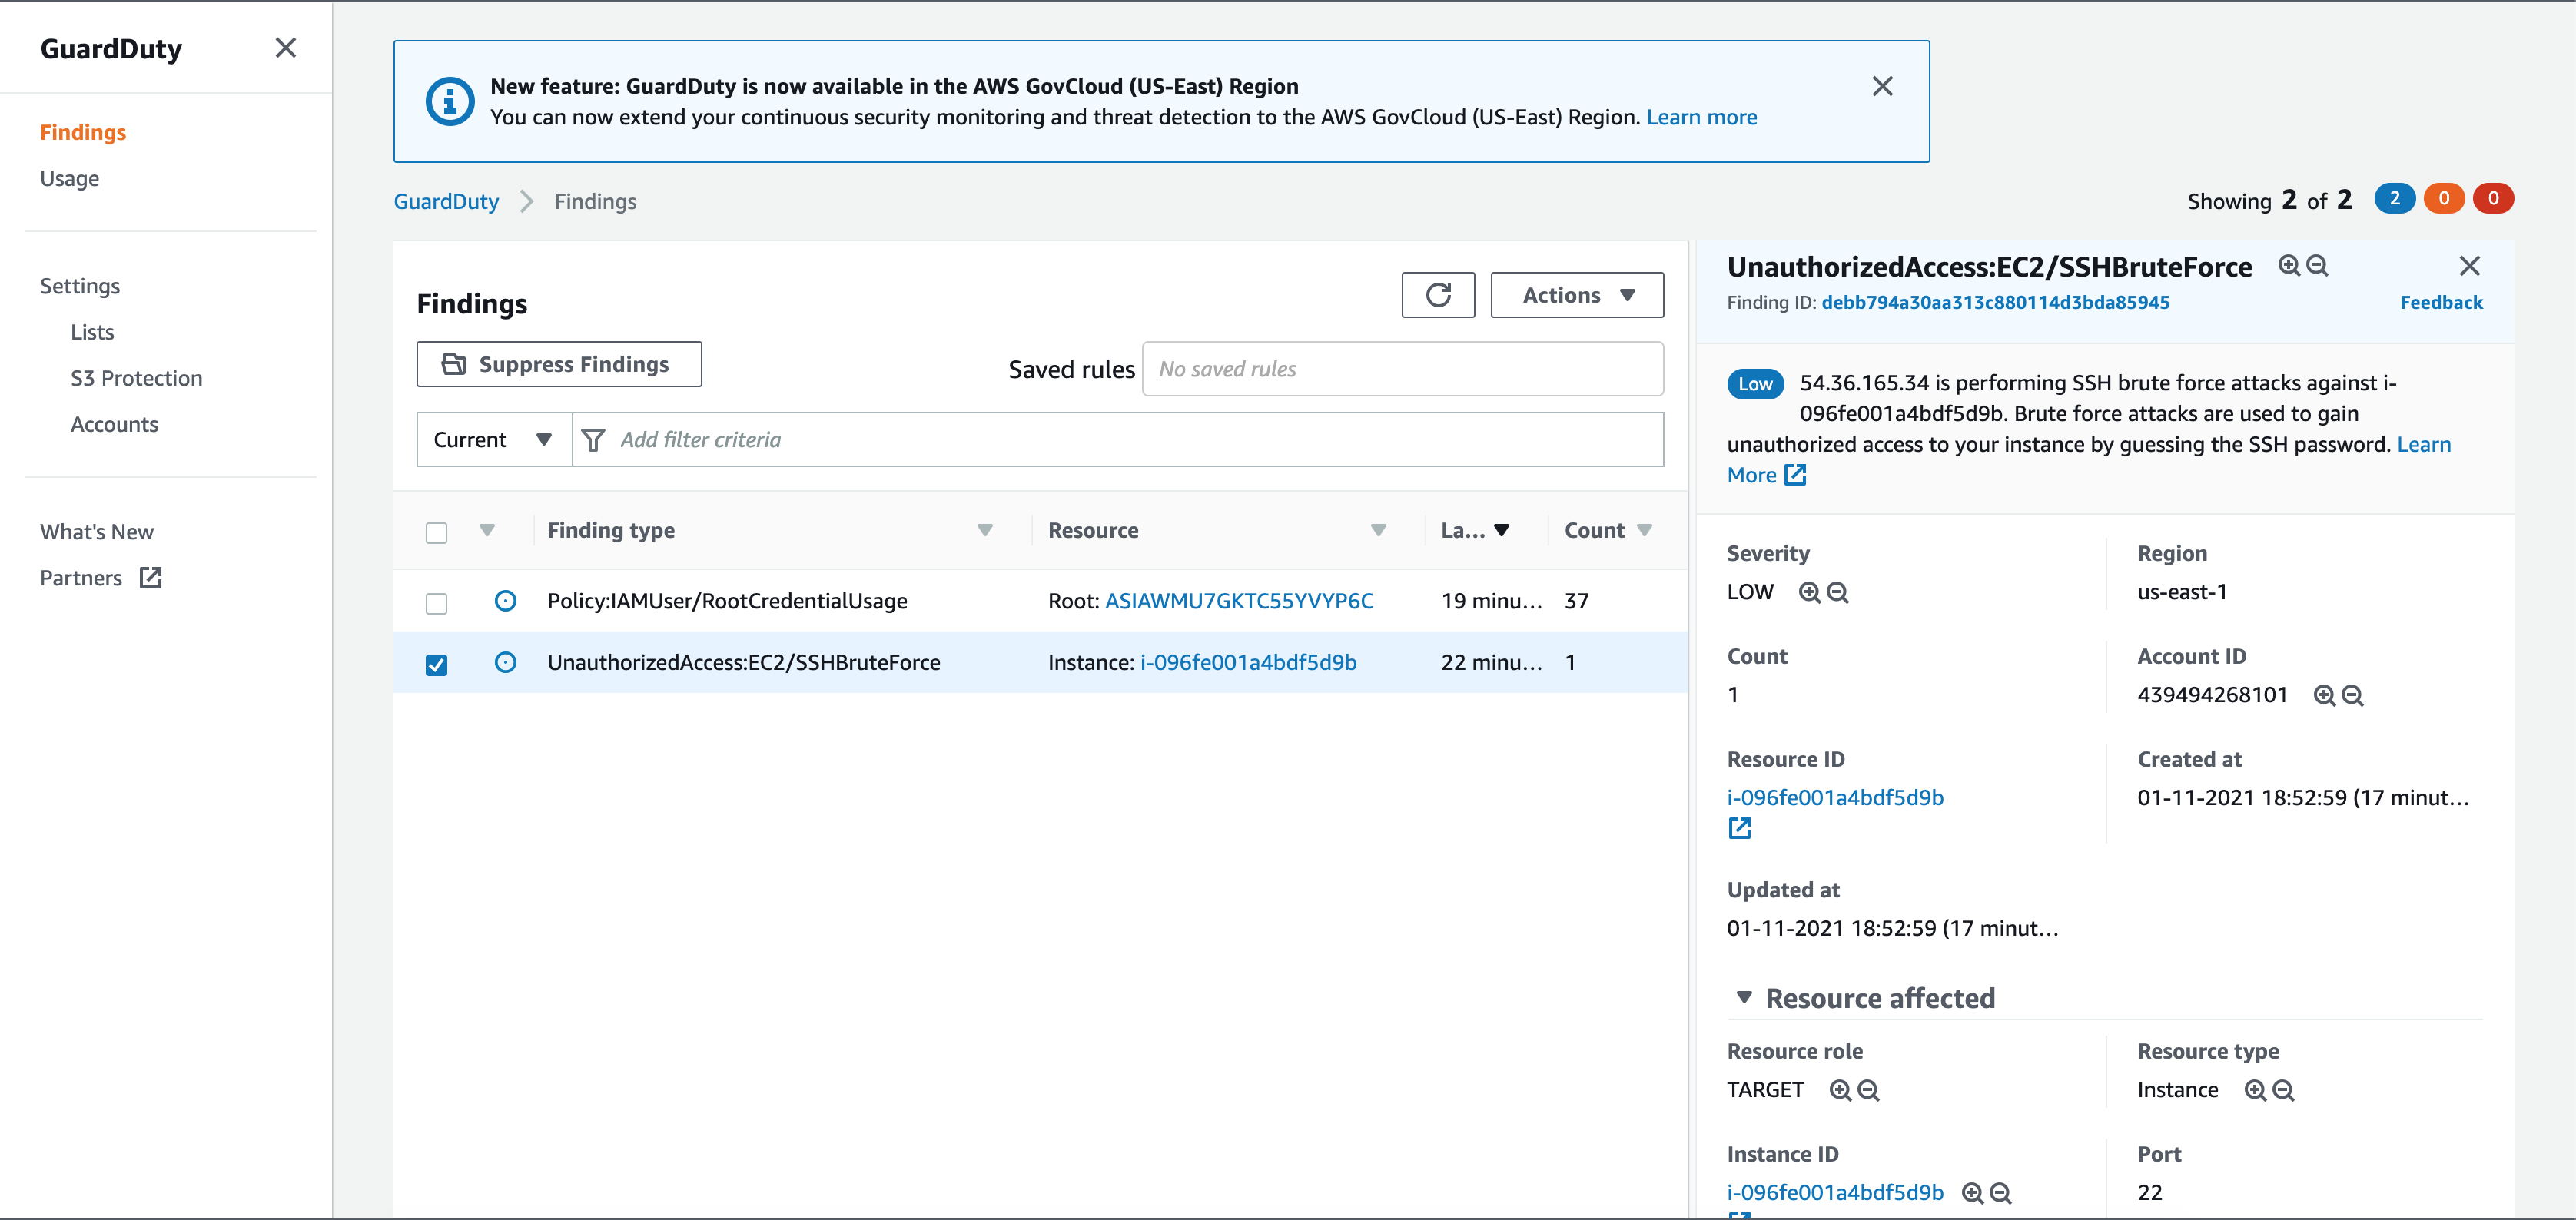 GuardDuty
Findings
Usage
Settings
Lists
S3 Protection
Accounts
What's New
Partners
New feature: GuardDuty is now available in the AWS GovCloud (US-East) Region
You can now extend your continuous security monitoring and threat detection to the AWS GovCloud (US-East) Region. Learn more
GuardDuty Findings
Showing 2 of 2 2 0 0
Findings
Actions
Suppress Findings
Saved rules No saved rules
Current Add filter criteria
Finding type Resource La... Count
Policy:IAMUser/RootCredentialUsage Root: ASIAWMU7GKTC55YVYP6C 19 minu... 37
UnauthorizedAccess:EC2/SSHBruteForce Instance: i-096fe001a4bdf5d9b 22 minu... 1
UnauthorizedAccess:EC2/SSHBruteForce
Finding ID: debb794a30aa313c880114d3bda85945 Feedback
Low 54.36.165.34 is performing SSH brute force attacks against i-
096fe001a4bdf5d9b. Brute force attacks are used to gain
unauthorized access to your instance by guessing the SSH password. Learn
More
Severity Region
LOW us-east-1
Count Account ID
1 439494268101
Resource ID Created at
i-096fe001a4bdf5d9b 01-11-2021 18:52:59 (17 minut...
Updated at
01-11-2021 18:52:59 (17 minut...
Resource affected
Resource role Resource type
TARGET Instance
Instance ID Port
i-096fe001a4bdf5d9b 22